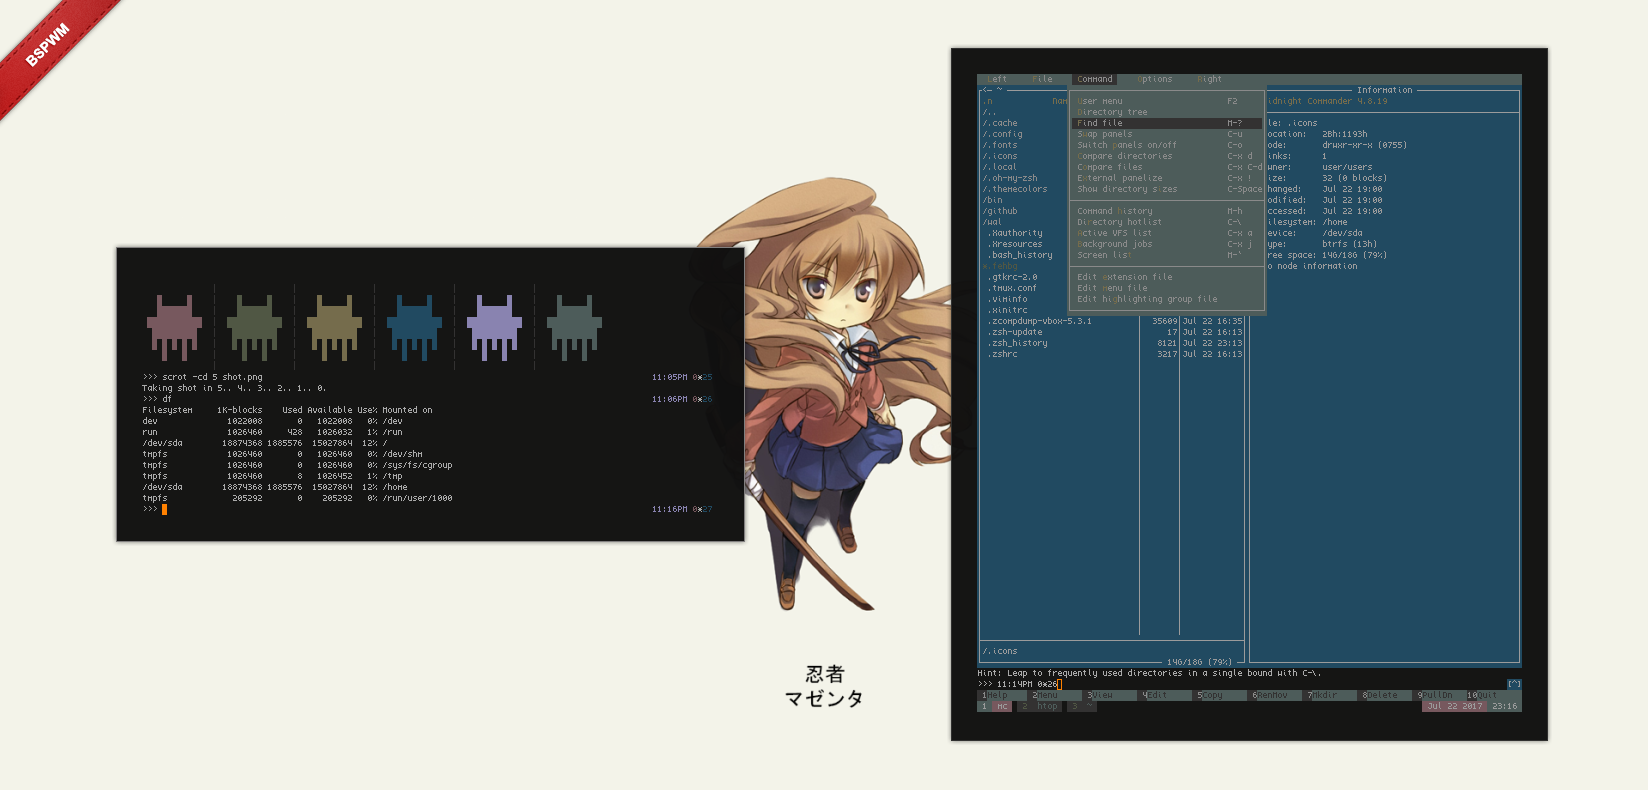 BSPWM
>>> scrot -cd 5 shot.png 11:05PM 0*25
Taking shot in 5.. 4.. 3.. 2.. 1.. 0.
>>> df 11:06PM 0*26
Filesystem 1K-blocks Used Available Use% Mounted on
dev 1022008 0 1022008 0% /dev
run 1026460 428 1026032 1% /run
/dev/sda 18874368 1885576 15027864 12% /
tmpfs 1026460 0 1026460 0% /dev/shm
tmpfs 1026460 0 1026460 0% /sys/fs/cgroup
tmpfs 1026460 8 1026452 1% /tmp
/dev/sda 18874368 1885576 15027864 12% /home
tmpfs 205292 0 205292 0% /run/user/1000
>>> 11:16PM 0*27
忍者
マゼンタ
Left File Command Options Right
<- ~
.n Nam
/..
/.cache
/.config
/.fonts
/.icons
/.local
/.oh-my-zsh
/.themecolors
/bin
/github
/wal
.Xauthority
.Xresources
.bash_history
.gtkrc-2.0
.tmux.conf
.viminfo
.xinitrc
.zcompdump-vbox-5.3.1 35609 Jul 22 16:35
.zsh-update 17 Jul 22 16:13
.zsh_history 8121 Jul 22 23:13
.zshrc 3217 Jul 22 16:13
User menu F2
Directory tree
Find file M-?
Swap panels C-u
Switch panels on/off C-o
Compare directories C-x d
Compare files C-x C-d
External panelize C-x !
Show directory sizes C-Space
Command history M-h
Directory hotlist C-\
Active VFS list C-x a
Background jobs C-x j
Screen list M-`
Edit extension file
Edit menu file
Edit highlighting group file
Information
idnight Commander 4.8.19
le: .icons
ocation: 2Bh:1193h
ode: drwxr-xr-x (0755)
inks: 1
wner: user/users
ize: 32 (0 blocks)
hanged: Jul 22 19:00
odified: Jul 22 19:00
ccessed: Jul 22 19:00
ilesystem: /home
evice: /dev/sda
ype: btrfs (13h)
ree space: 14G/18G (79%)
o node information
/.icons
14G/18G (79%)
Hint: Leap to frequently used directories in a single bound with C-\.
>>> 11:14PM 0*26 [^]
1Help 2Menu 3View 4Edit 5Copy 6RenMov 7Mkdir 8Delete 9PullDn 10Quit
1 mc 2 htop 3 ~ Jul 22 2017 23:16